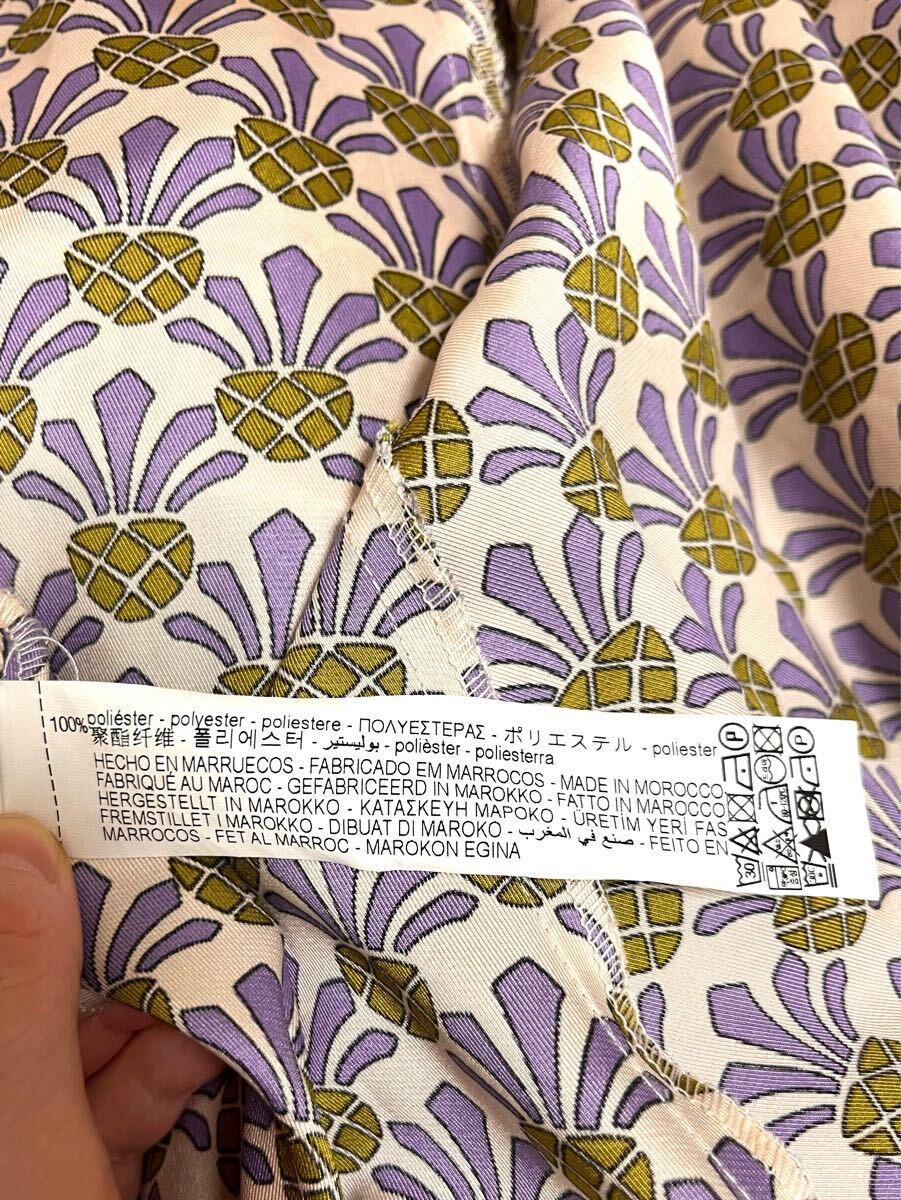 100% poliéster - polyester - poliestere - ΠΟΛΥΕΣΤΕΡΑΣ - ポリエステル - poliester
聚酯纤维 - 폴리에스터 - بوليستير - polièster - poliesterra
HECHO EN MARRUECOS - FABRICADO EM MARROCOS - MADE IN MOROCCO
FABRIQUÉ AU MAROC - GEFABRICEERD IN MAROKKO - FATTO IN MAROCCO
HERGESTELLT IN MAROKKO - ΚΑΤΑΣΚΕΥΗ ΜΑΡΟΚΟ - ÜRETİM YERİ FAS
FREMSTILLET I MAROKKO - DIBUAT DI MAROKO - صنع في المغرب - FEITO EN
MARROCOS - FET AL MARROC - MAROKON EGINA
P
P
30